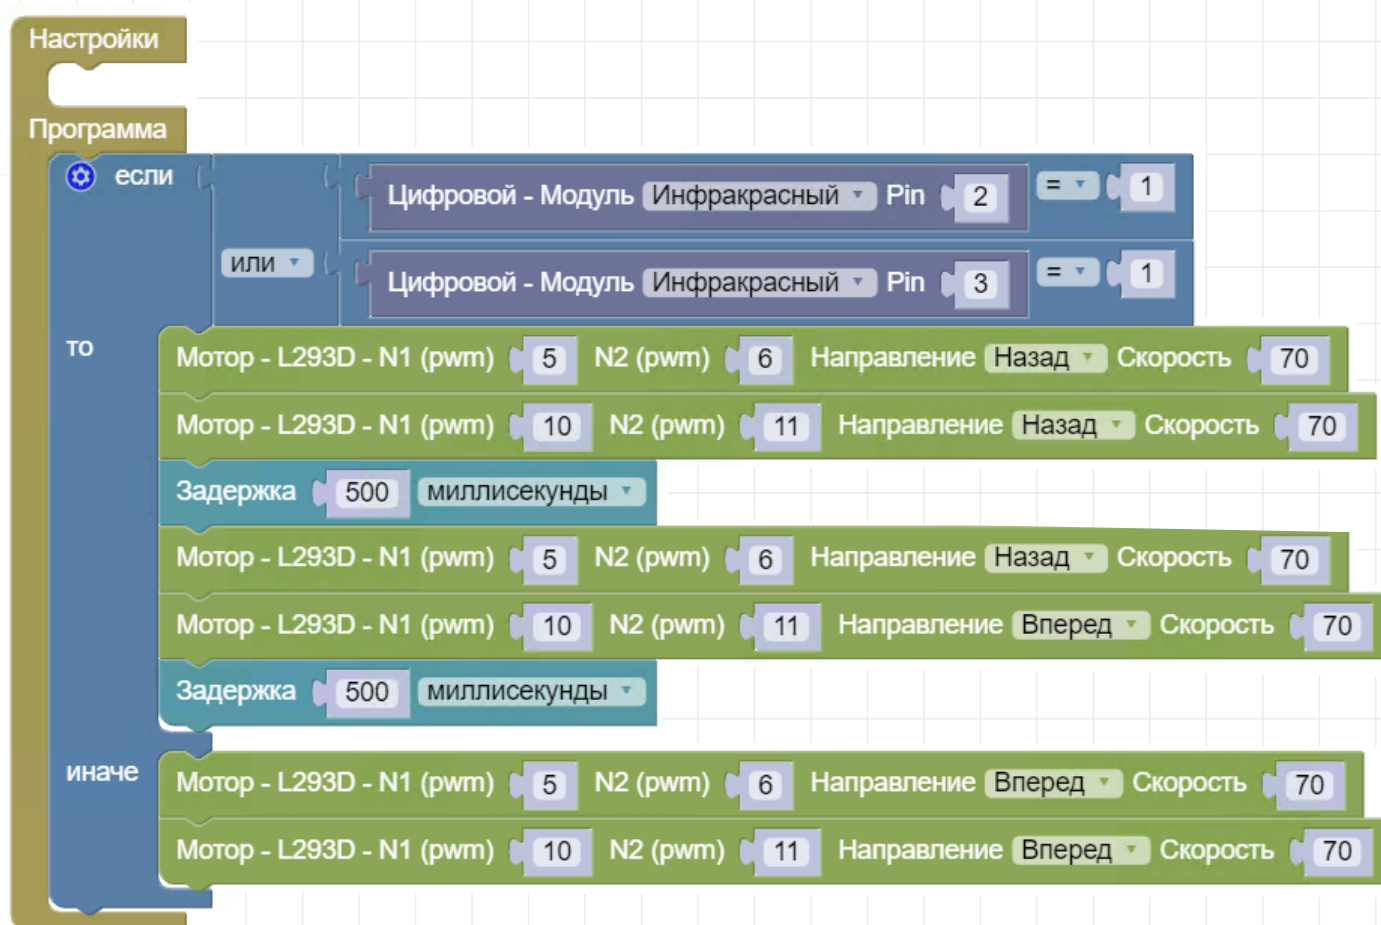 Настройки
Программа
если Цифровой - Модуль Инфракрасный Pin 2 = 1
или
Цифровой - Модуль Инфракрасный Pin 3 = 1
то Мотор - L293D - N1 (pwm) 5 N2 (pwm) 6 Направление Назад Скорость 70
Мотор - L293D - N1 (pwm) 10 N2 (pwm) 11 Направление Назад Скорость 70
Задержка 500 миллисекунды
Мотор - L293D - N1 (pwm) 5 N2 (pwm) 6 Направление Назад Скорость 70
Мотор - L293D - N1 (pwm) 10 N2 (pwm) 11 Направление Вперед Скорость 70
Задержка 500 миллисекунды
иначе Мотор - L293D - N1 (pwm) 5 N2 (pwm) 6 Направление Вперед Скорость 70
Мотор - L293D - N1 (pwm) 10 N2 (pwm) 11 Направление Вперед Скорость 70